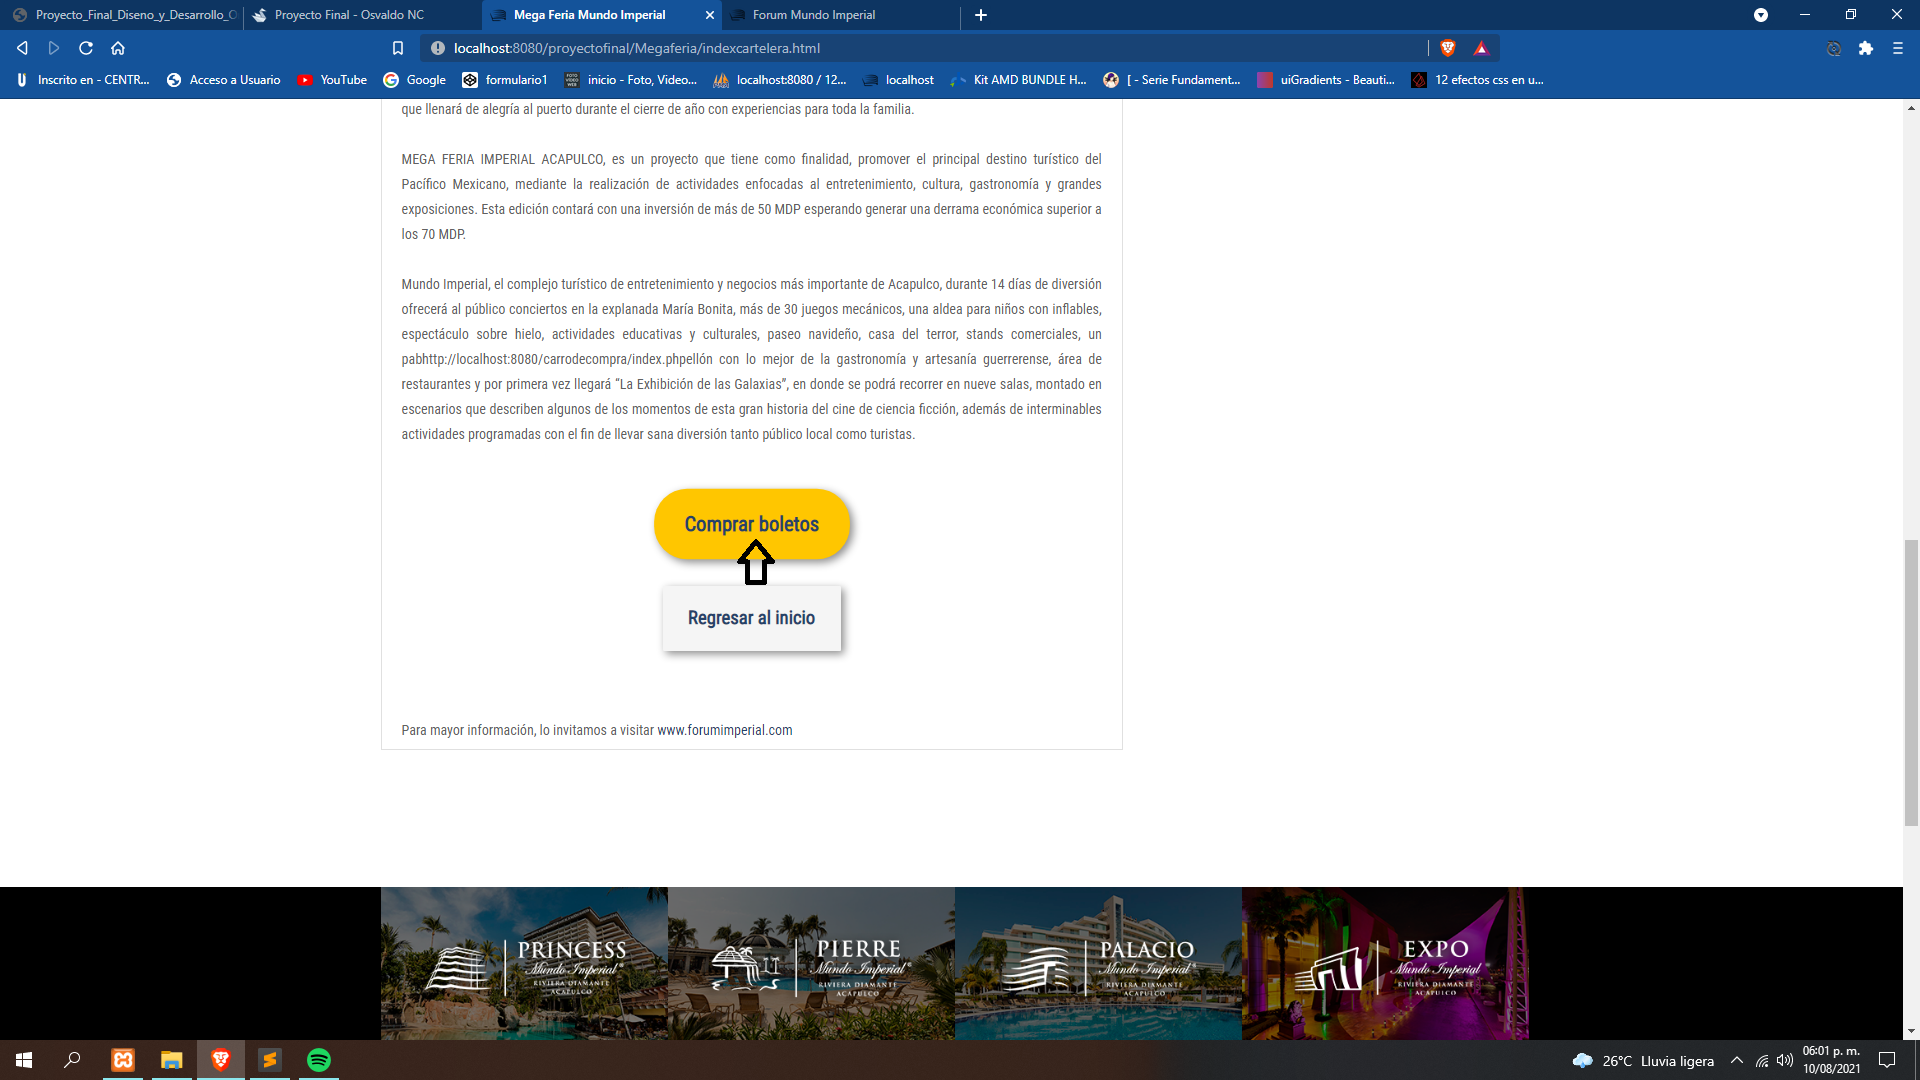 Proyecto_Final_Diseno_y_Desarrollo_O
Proyecto Final - Osvaldo NC
Mega Feria Mundo Imperial
Forum Mundo Imperial
localhost:8080/proyectofinal/Megaferia/indexcartelera.html
Inscrito en - CENTR...
Acceso a Usuario
YouTube
Google
formulario1
inicio - Foto, Video...
localhost:8080 / 12...
localhost
Kit AMD BUNDLE H...
[ - Serie Fundament...
uiGradients - Beauti...
12 efectos css en u...
que llenará de alegría al puerto durante el cierre de año con experiencias para toda la familia.
MEGA FERIA IMPERIAL ACAPULCO, es un proyecto que tiene como finalidad, promover el principal destino turístico del
Pacífico Mexicano, mediante la realización de actividades enfocadas al entretenimiento, cultura, gastronomía y grandes
exposiciones. Esta edición contará con una inversión de más de 50 MDP esperando generar una derrama económica superior a
los 70 MDP.
Mundo Imperial, el complejo turístico de entretenimiento y negocios más importante de Acapulco, durante 14 días de diversión
ofrecerá al público conciertos en la explanada María Bonita, más de 30 juegos mecánicos, una aldea para niños con inflables,
espectáculo sobre hielo, actividades educativas y culturales, paseo navideño, casa del terror, stands comerciales, un
pabhttp://localhost:8080/carrodecompra/index.phpellón con lo mejor de la gastronomía y artesanía guerrerense, área de
restaurantes y por primera vez llegará “La Exhibición de las Galaxias”, en donde se podrá recorrer en nueve salas, montado en
escenarios que describen algunos de los momentos de esta gran historia del cine de ciencia ficción, además de interminables
actividades programadas con el fin de llevar sana diversión tanto público local como turistas.
Comprar boletos
Regresar al inicio
Para mayor información, lo invitamos a visitar www.forumimperial.com
PRINCESS
Mundo Imperial
RIVIERA DIAMANTE
ACAPULCO
PIERRE
Mundo Imperial
RIVIERA DIAMANTE
ACAPULCO
PALACIO
Mundo Imperial
RIVIERA DIAMANTE
ACAPULCO
EXPO
Mundo Imperial
RIVIERA DIAMANTE
ACAPULCO
26°C Lluvia ligera
06:01 p. m.
10/08/2021